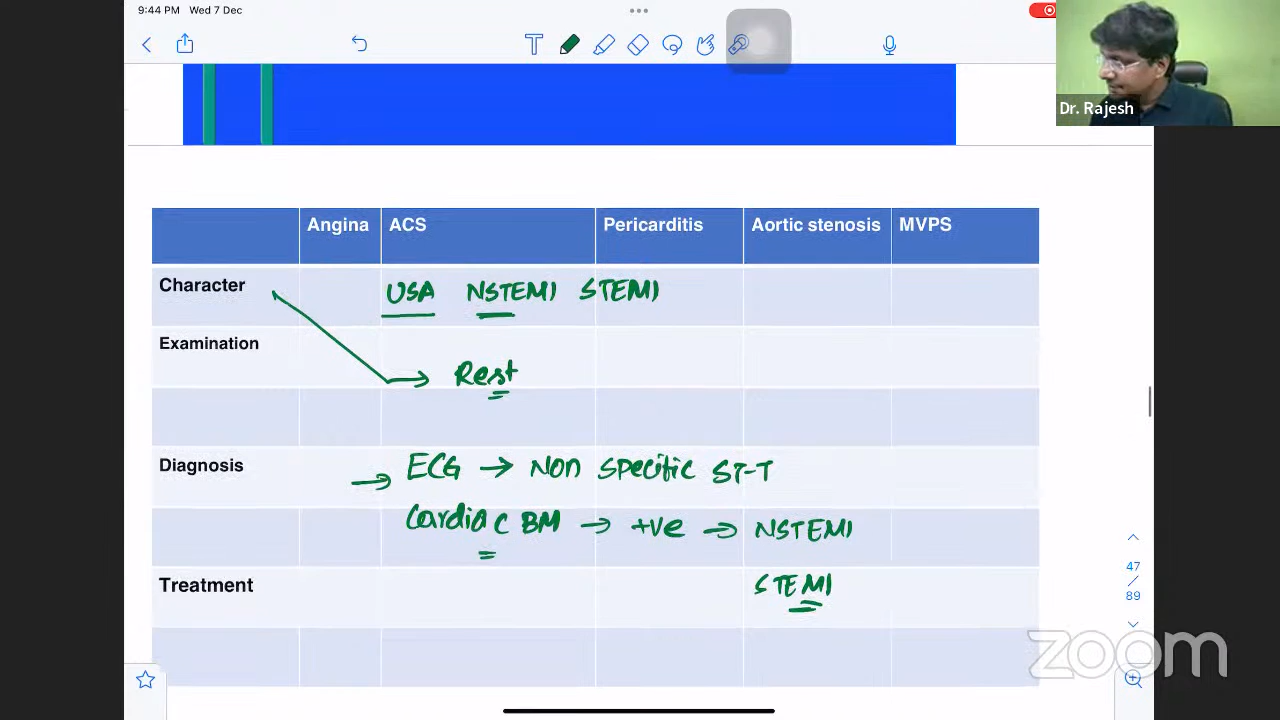 9:44 PM Wed 7 Dec
Dr. Rajesh
Angina ACS Pericarditis Aortic stenosis MVPS
Character USA NSTEMI STEMI
Examination
Rest
Diagnosis ECG → Non specific ST-T
Cardiac BM → +ve → NSTEMI
Treatment STEMI
47
/
89
zoom